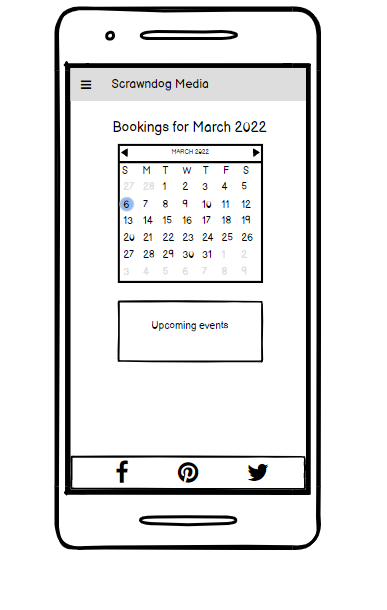 Scrawndog Media
Bookings for March 2022
MARCH 2022
S M T W T F S
27 28 1 2 3 4 5
6 7 8 9 10 11 12
13 14 15 16 17 18 19
20 21 22 23 24 25 26
27 28 29 30 31 1 2
3 4 5 6 7 8 9
Upcoming events